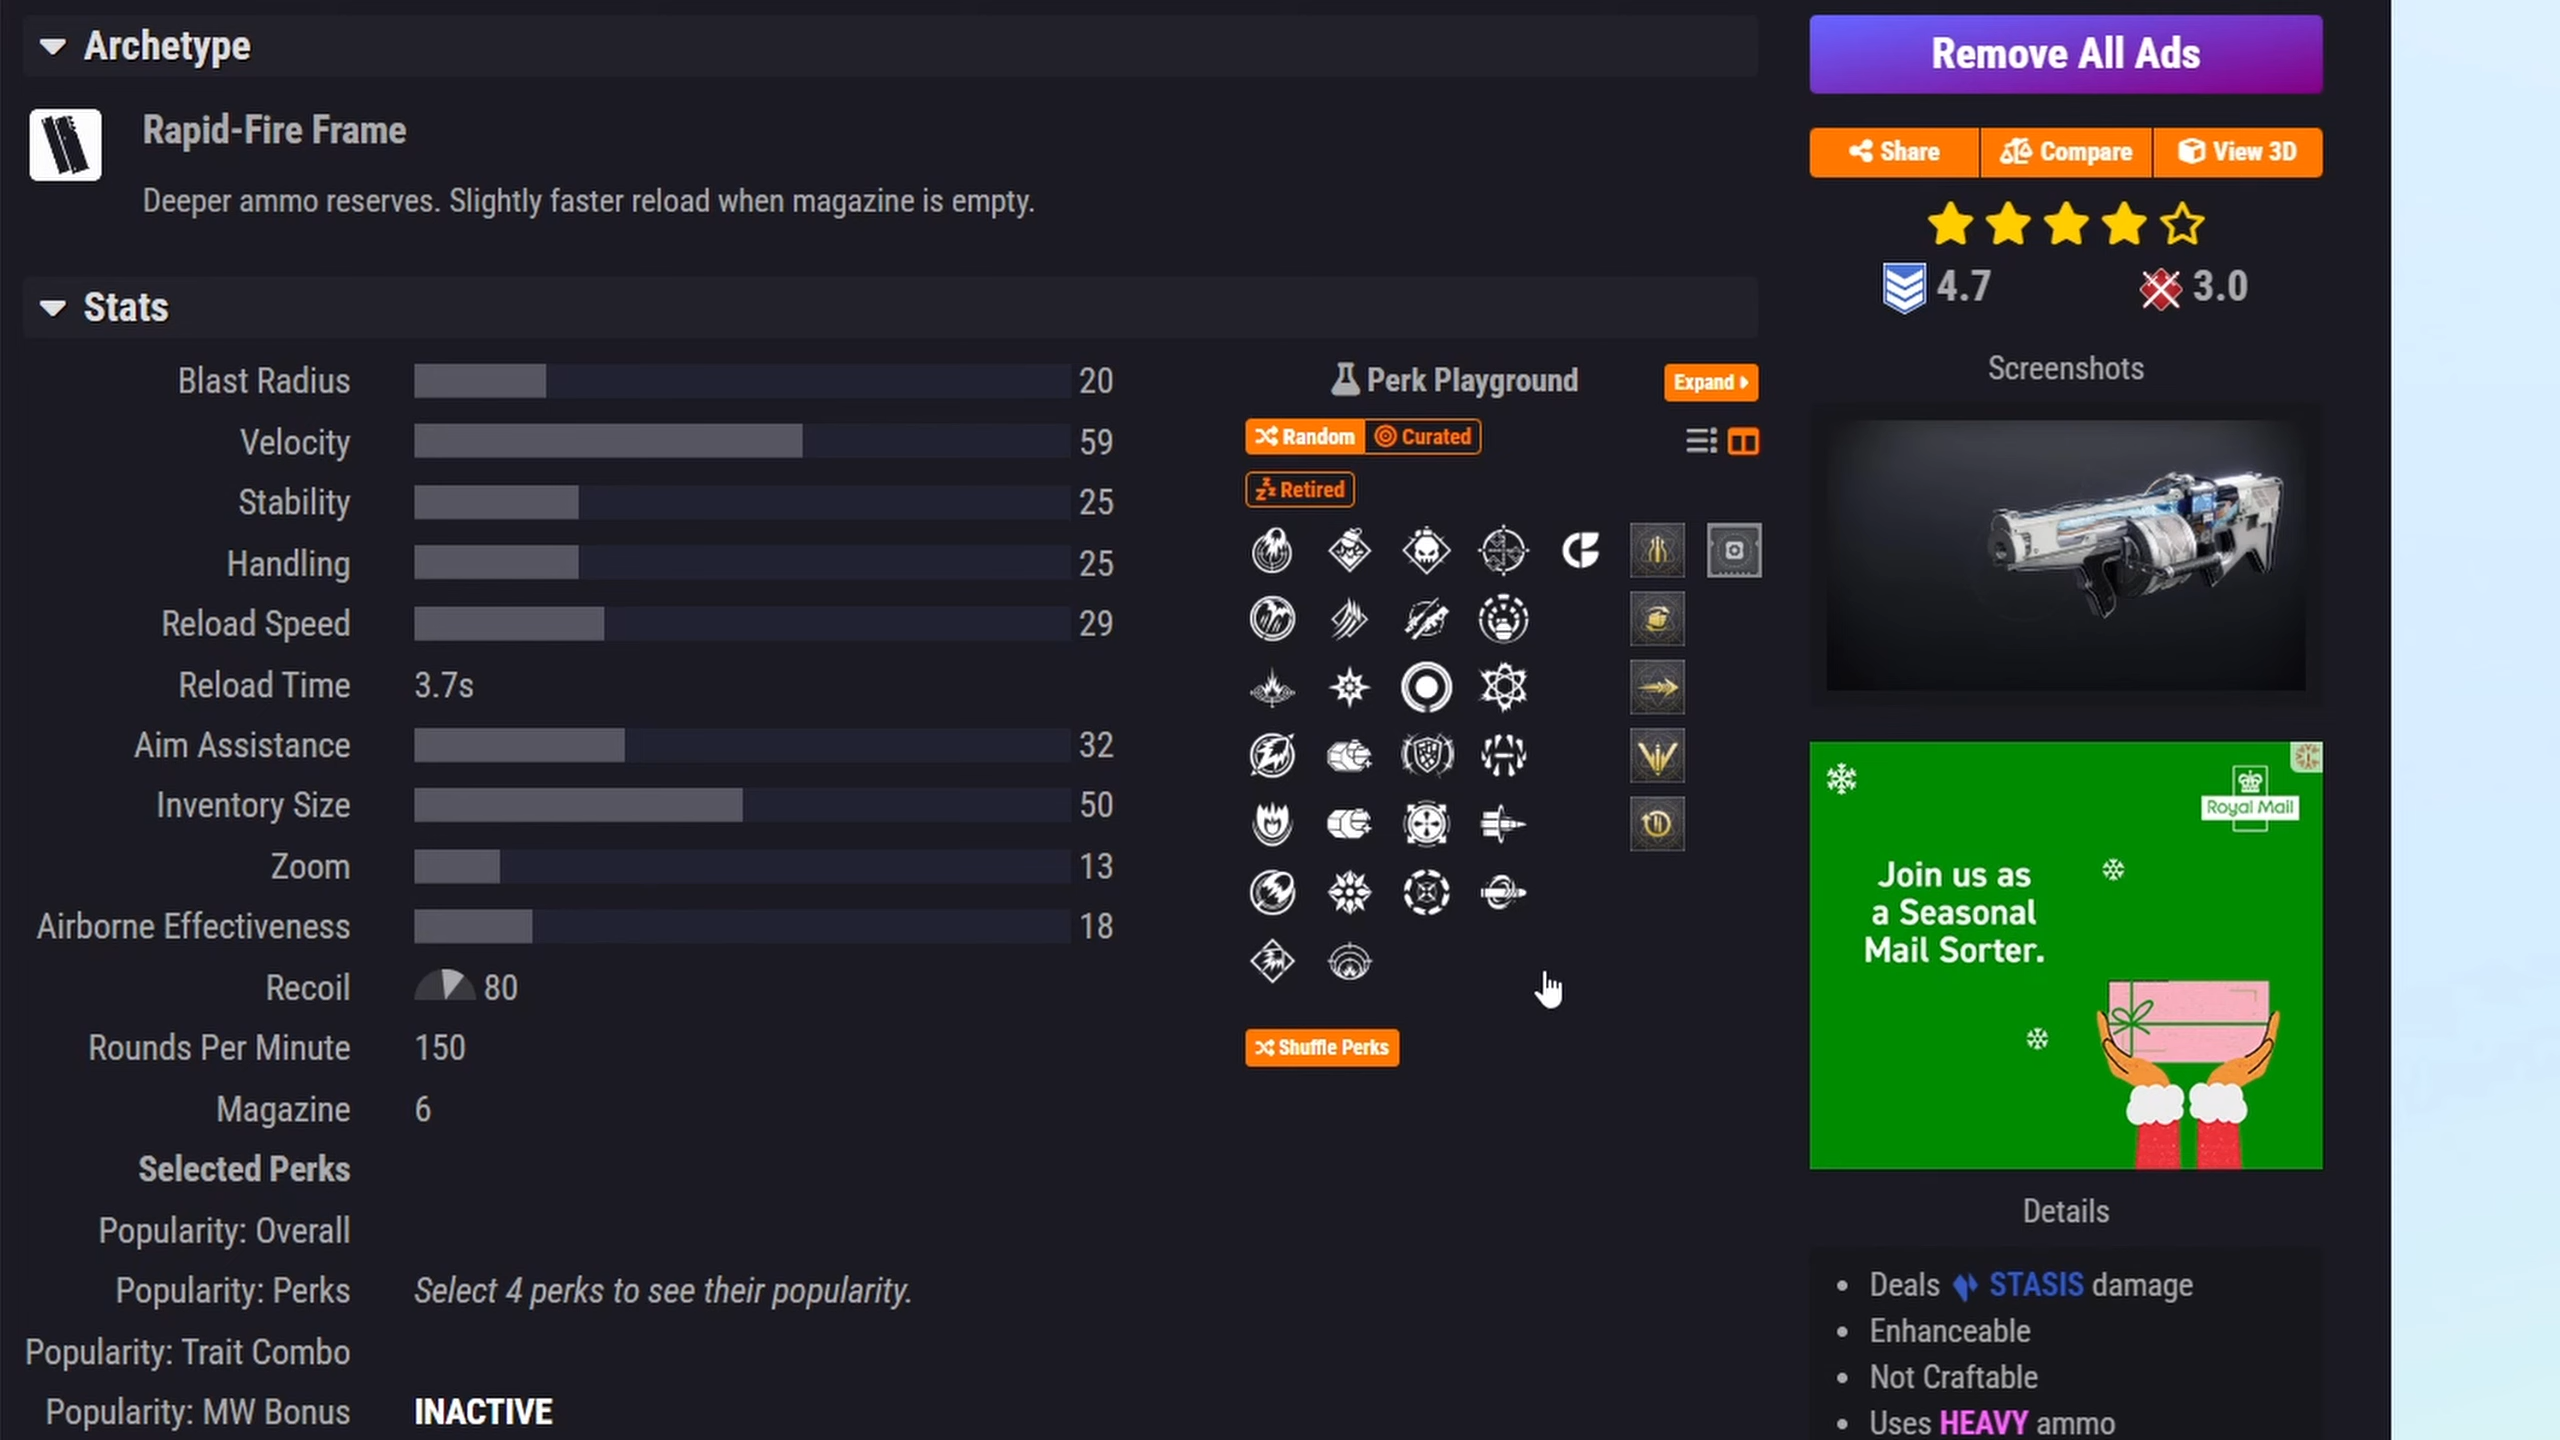 Archetype
Rapid-Fire Frame
Deeper ammo reserves. Slightly faster reload when magazine is empty.
Stats
Blast Radius 20
Velocity 59
Stability 25
Handling 25
Reload Speed 29
Reload Time 3.7s
Aim Assistance 32
Inventory Size 50
Zoom 13
Airborne Effectiveness 18
Recoil 80
Rounds Per Minute 150
Magazine 6
Selected Perks
Popularity: Overall
Popularity: Perks Select 4 perks to see their popularity.
Popularity: Trait Combo
Popularity: MW Bonus INACTIVE
Perk Playground
Expand
Random Curated
Retired
Shuffle Perks
Remove All Ads
Share Compare View 3D
4.7 3.0
Screenshots
Royal Mail
Join us as
a Seasonal
Mail Sorter.
Details
Deals STASIS damage
Enhanceable
Not Craftable
Uses HEAVY ammo